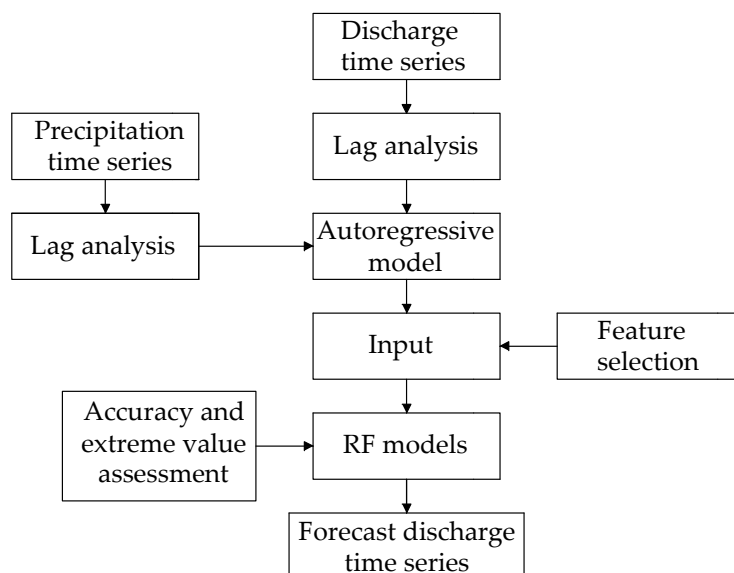 Discharge
time series
Precipitation
time series
Lag analysis
Lag analysis
Autoregressive
model
Input
Feature
selection
Accuracy and
extreme value
assessment
RF models
Forecast discharge
time series